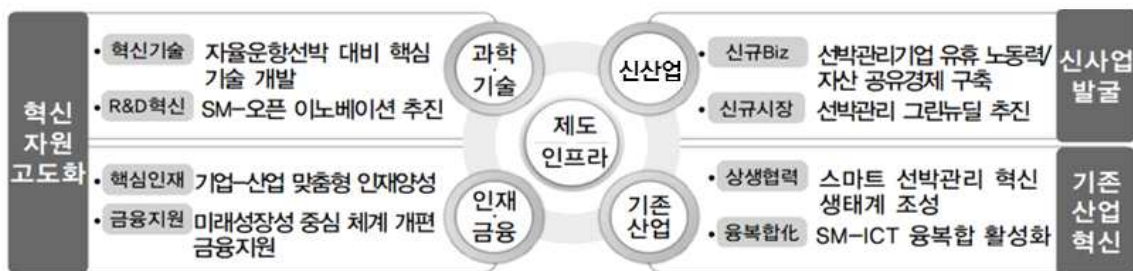 혁신
자원
고도화
혁신기술 자율운항선박 대비 핵심
기술 개발
R&D혁신 SM-오픈 이노베이션 추진
핵심인재 기업-산업 맞춤형 인재양성
금융지원 미래성장성 중심 체계 개편
금융지원
과학
·
기술
신산업
제도
인프라
인재
·
금융
기존
산업
신규Biz 선박관리기업 유휴 노동력/
자산 공유경제 구축
신규시장 선박관리 그린뉴딜 추진
상생협력 스마트 선박관리 혁신
생태계 조성
융복합化 SM-ICT 융복합 활성화
신사업
발굴
기존
산업
혁신